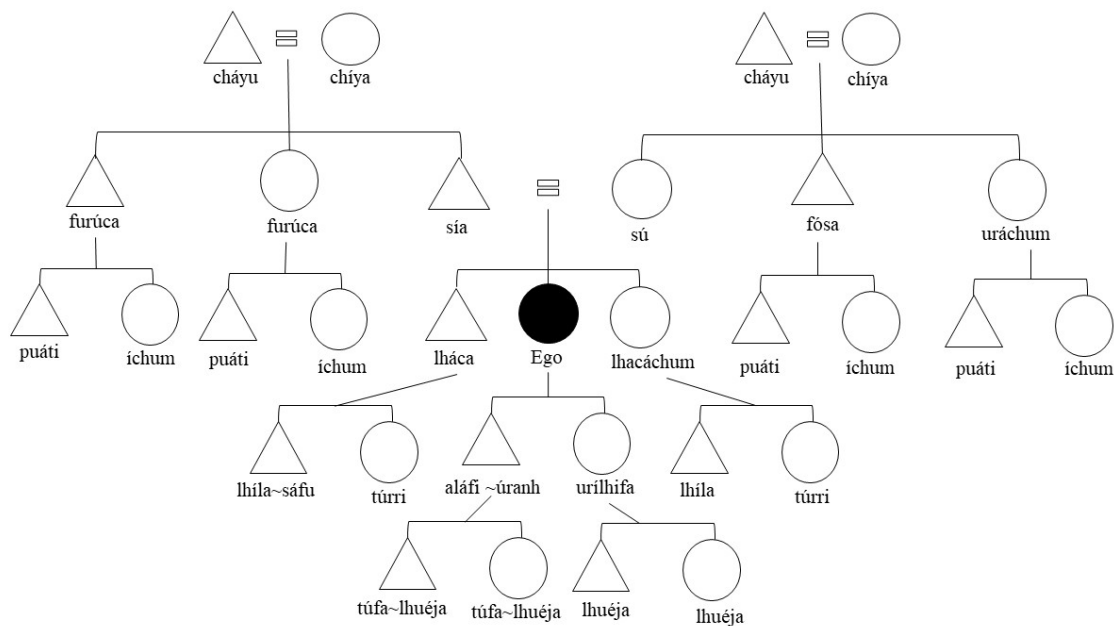 cháyu chíya cháyu chíya
furúca furúca sía sú fósa uráchum
puáti íchum puáti íchum lháca Ego lhacáchum puáti íchum puáti íchum
lhíla~sáfu túrri aláfi ~úranh urílhifa lhíla túrri
túfa~lhuéja túfa~lhuéja lhuéja lhuéja